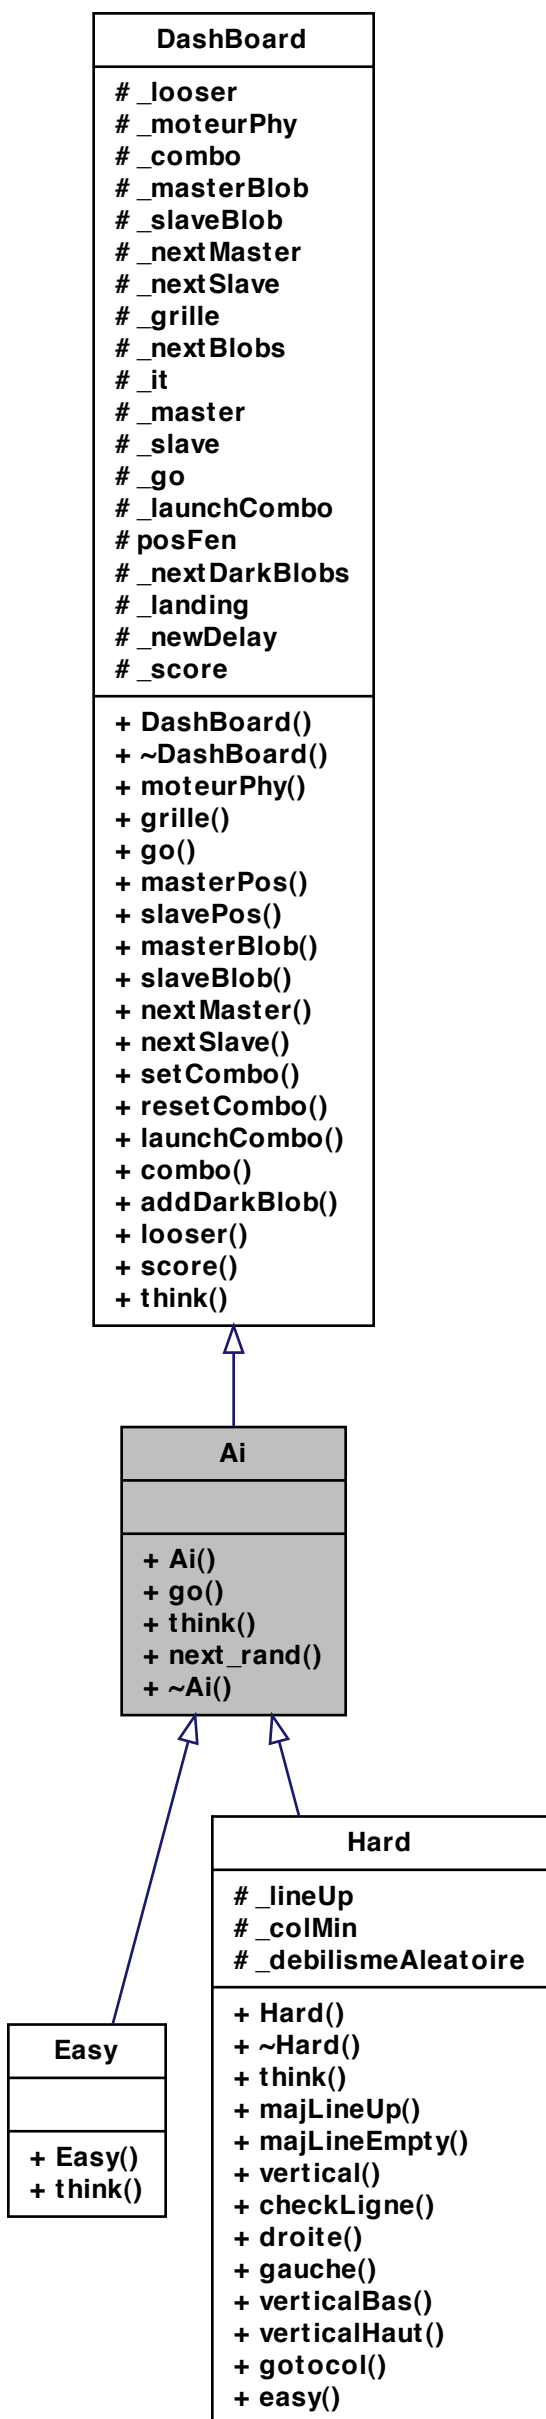 DashBoard
# _looser
# _moteurPhy
# _combo
# _masterBlob
# _slaveBlob
# _nextMaster
# _nextSlave
# _grille
# _nextBlobs
# _it
# _master
# _slave
# _go
# _launchCombo
# posFen
# _nextDarkBlobs
# _landing
# _newDelay
# _score
+ DashBoard()
+ ~DashBoard()
+ moteurPhy()
+ grille()
+ go()
+ masterPos()
+ slavePos()
+ masterBlob()
+ slaveBlob()
+ nextMaster()
+ nextSlave()
+ setCombo()
+ resetCombo()
+ launchCombo()
+ combo()
+ addDarkBlob()
+ looser()
+ score()
+ think()
Ai
+ Ai()
+ go()
+ think()
+ next_rand()
+ ~Ai()
Easy
+ Easy()
+ think()
Hard
# _lineUp
# _colMin
# _debilismeAleatoire
+ Hard()
+ ~Hard()
+ think()
+ majLineUp()
+ majLineEmpty()
+ vertical()
+ checkLigne()
+ droite()
+ gauche()
+ verticalBas()
+ verticalHaut()
+ gotocol()
+ easy()